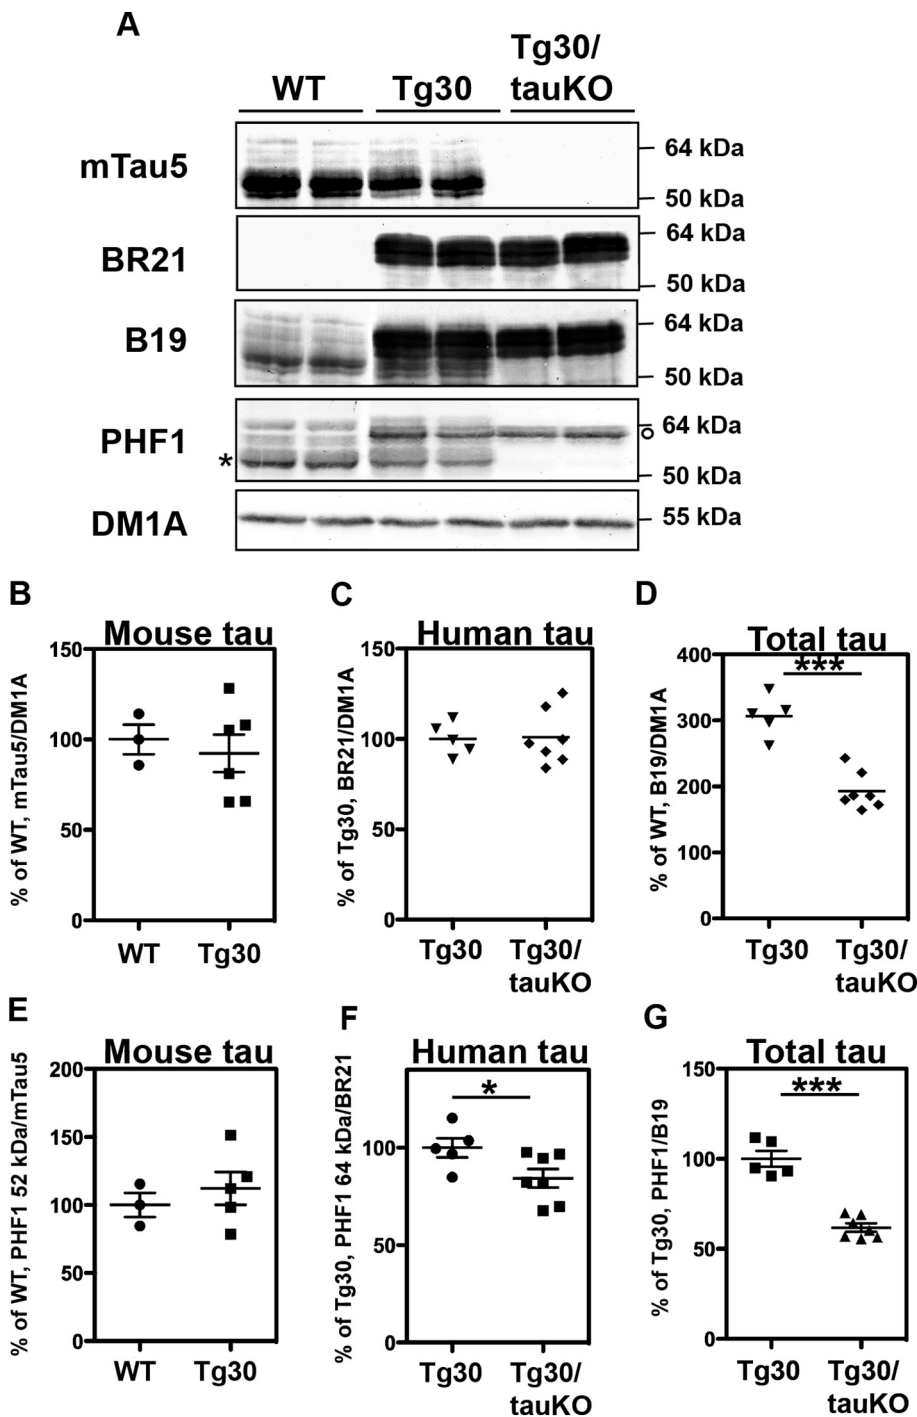 A
WT
Tg30
Tg30/
tauKO
mTau5
64 kDa
50 kDa
BR21
64 kDa
50 kDa
B19
64 kDa
50 kDa
PHF1
*
64 kDa
50 kDa
DM1A
55 kDa
B
Mouse tau
% of WT, mTau5/DM1A
150
100
50
0
WT
Tg30
C
Human tau
% of Tg30, BR21/DM1A
150
100
50
0
Tg30
Tg30/
tauKO
D
Total tau
% of WT, B19/DM1A
400
300
200
100
0
***
Tg30
Tg30/
tauKO
E
Mouse tau
% of WT, PHF1 52 kDa/mTau5
200
150
100
50
0
WT
Tg30
F
Human tau
% of Tg30, PHF1 64 kDa/BR21
100
50
0
*
Tg30
Tg30/
tauKO
G
Total tau
% of Tg30, PHF1/B19
150
100
50
0
***
Tg30
Tg30/
tauKO